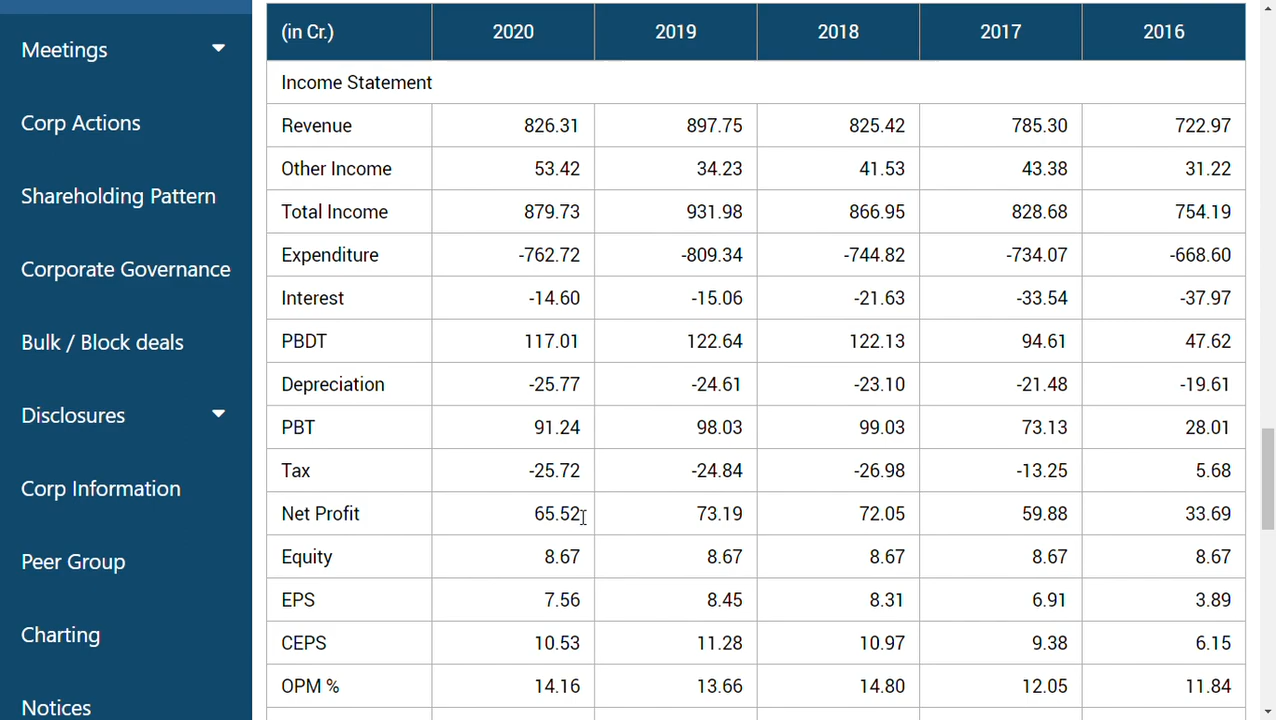 Meetings
Corp Actions
Shareholding Pattern
Corporate Governance
Bulk / Block deals
Disclosures
Corp Information
Peer Group
Charting
Notices
(in Cr.) 2020 2019 2018 2017 2016
Income Statement
Revenue 826.31 897.75 825.42 785.30 722.97
Other Income 53.42 34.23 41.53 43.38 31.22
Total Income 879.73 931.98 866.95 828.68 754.19
Expenditure -762.72 -809.34 -744.82 -734.07 -668.60
Interest -14.60 -15.06 -21.63 -33.54 -37.97
PBDT 117.01 122.64 122.13 94.61 47.62
Depreciation -25.77 -24.61 -23.10 -21.48 -19.61
PBT 91.24 98.03 99.03 73.13 28.01
Tax -25.72 -24.84 -26.98 -13.25 5.68
Net Profit 65.52 73.19 72.05 59.88 33.69
Equity 8.67 8.67 8.67 8.67 8.67
EPS 7.56 8.45 8.31 6.91 3.89
CEPS 10.53 11.28 10.97 9.38 6.15
OPM % 14.16 13.66 14.80 12.05 11.84